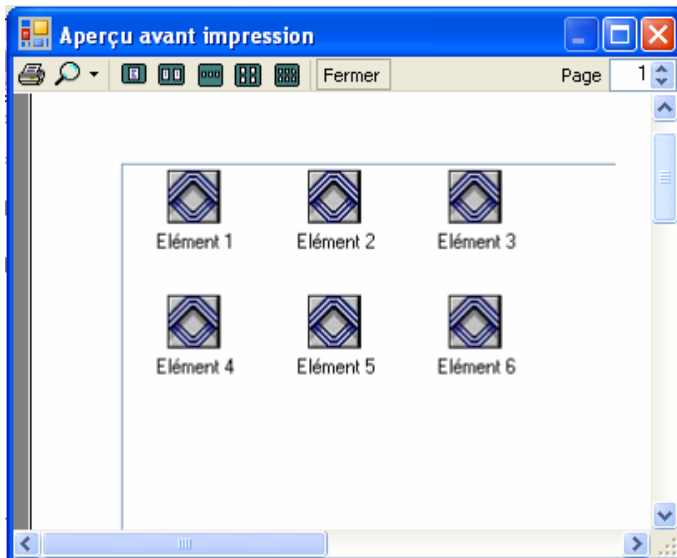 Aperçu avant impression
Fermer Page 1
Elément 1 Elément 2 Elément 3
Elément 4 Elément 5 Elément 6